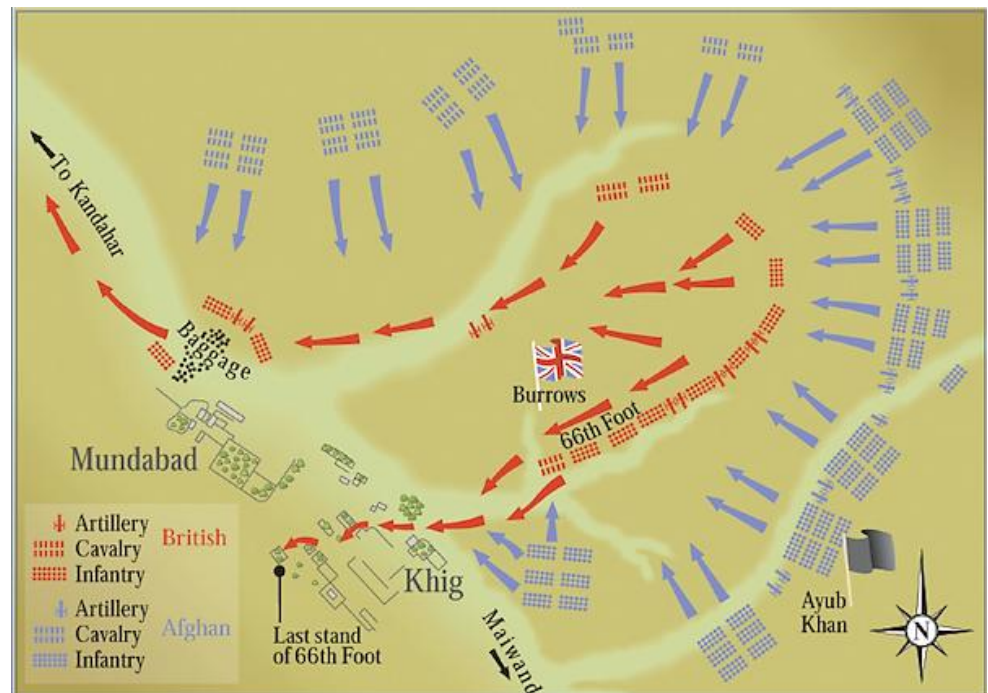 To Kandahar
Baggage
Burrows
66th Foot
Mundabad
Khig
Artillery
Cavalry
Infantry
British
Artillery
Cavalry
Infantry
Afghan
Last stand
of 66th Foot
Maiwand
Ayub
Khan
N